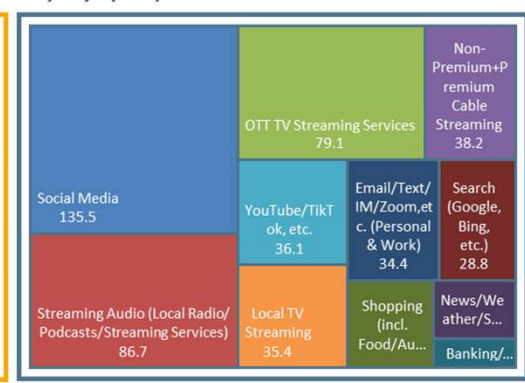 Social Media
135.5
Streaming Audio (Local Radio/
Podcasts/Streaming Services)
86.7
OTT TV Streaming Services
79.1
Non-
Premium+P
remium
Cable
Streaming
38.2
YouTube/TikT
ok, etc.
36.1
Email/Text/
IM/Zoom,et
c. (Personal
& Work)
34.4
Search
(Google,
Bing,
etc.)
28.8
Local TV
Streaming
35.4
Shopping
(incl.
Food/Au...
News/We
ather/S...
Banking/...